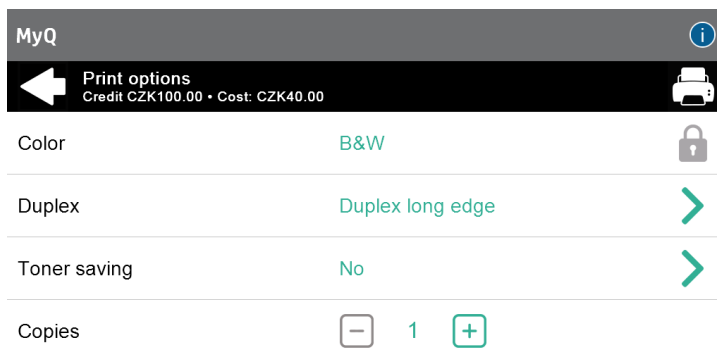 MyQ
i
Print options
Credit CZK100.00 • Cost: CZK40.00
Color B&W
Duplex Duplex long edge
Toner saving No
Copies − 1 +